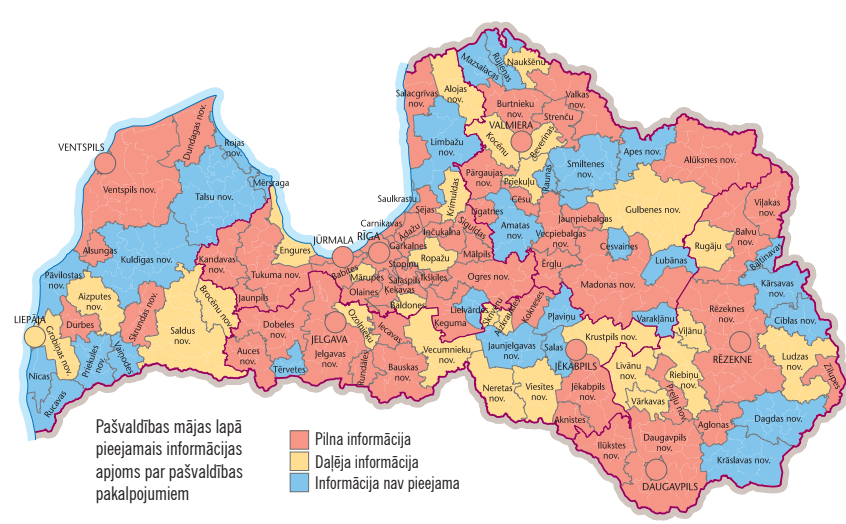 Mazsalacas
Rūjienas
Naukšēnu
Salacgrīvas
nov.
Alojas
nov.
Burtnieku
nov.
Valkas
nov.
Strenču
VALMIERA
Kocēnu
Beverīnas
Limbažu
nov.
Dundagas nov.
Rojas
nov.
VENTSPILS
Ventspils nov.
Talsu nov.
Mērsraga
Smiltenes
nov.
Apes nov.
Alūksnes nov.
Raunas
Priekuļu
Pārgaujas
nov.
Cēsu
Krimuldas
Saulkrastu
Sējas
Līgatnes
Siguldas
Inčukalna
Ādažu
Carnikavas
Garkalnes
Gulbenes nov.
Viļakas
nov.
Balvu
nov.
Rugāju
Baltinavas
Jaunpiebalgas
Vecpiebalgas
nov.
Amatas
nov.
Cesvaines
Lubānas
Ērgļu
Madonas nov.
Alsungas
Kuldīgas nov.
Kandavas
nov.
Engures
Tukuma nov.
Jaunpils
JŪRMALA
RĪGA
Babītes
Mārupes
Olaines
Stopiņu
Salaspils
Ķekavas
Baldones
Ropažu
Ikšķiles
Mālpils
Ogres nov.
Pāvilostas
nov.
Aizputes
nov.
Durbes
Skrundas nov.
Saldus
nov.
Brocēnu nov.
LIEPĀJA
Grobiņas nov.
Nīcas
Rucavas
Priekules
nov.
Vaiņodes
Dobeles
nov.
Auces
nov.
Tērvetes
JELGAVA
Jelgavas
nov.
Ozolnieku
Iecavas
Rundāles
Bauskas
nov.
Vecumnieku
nov.
Ķeguma
Lielvārdes
Skrīveru
Aizkraukles
Kokneses
Pļaviņu
Jaunjelgavas
nov.
Salas
Neretas
nov.
Viesītes
nov.
Aknīstes
JĒKABPILS
Jēkabpils
nov.
Krustpils nov.
Varakļānu
Līvānu
nov.
Vārkavas
Viļānu
Riebiņu
nov.
Preiļu nov.
Rēzeknes
nov.
RĒZEKNE
Kārsavas
nov.
Ciblas nov.
Ludzas
nov.
Zilupes
Dagdas nov.
Aglonas
Krāslavas nov.
Ilūkstes
nov.
Daugavpils
nov.
DAUGAVPILS
Pašvaldības mājas lapā
pieejamais informācijas
apjoms par pašvaldības
pakalpojumiem
Pilna informācija
Daļēja informācija
Informācija nav pieejama